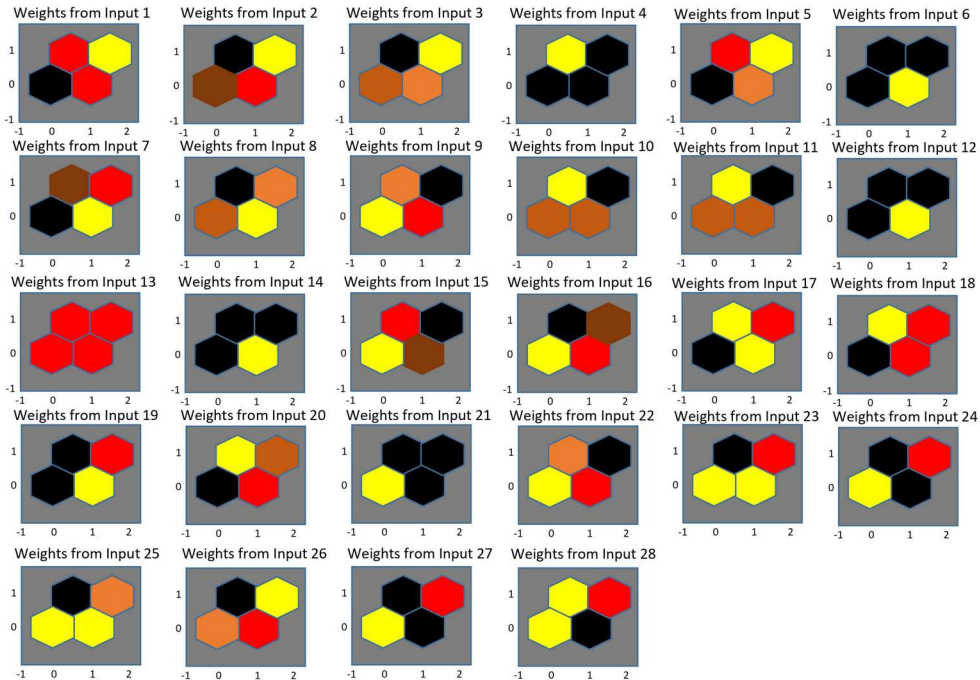 Weights from Input 1 Weights from Input 2 Weights from Input 3 Weights from Input 4 Weights from Input 5 Weights from Input 6
1 1 1 1 1 1
0 0 0 0 0 0
-1 -1
-1 0 1 2 -1 0 1 2 -1 0 1 2 -1 0 1 2 -1 0 1 2 -1 0 1 2
Weights from Input 7 Weights from Input 8 Weights from Input 9 Weights from Input 10 Weights from Input 11 Weights from Input 12
1 1 1 1 1 1
0 0 0 0 0 0
-1 0 1 2 -1 0 1 2 -1 0 1 2 -1 0 1 2 -1 0 1 2 -1 0 1 2
Weights from Input 13 Weights from Input 14 Weights from Input 15 Weights from Input 16 Weights from Input 17 Weights from Input 18
1 1 1 1 1 1
0 0 0 0 0 0
-1 -1 -1
-1 0 1 2 -1 0 1 2 -1 0 1 2 -1 0 1 2 -1 0 1 2 -1 0 1 2
Weights from Input 19 Weights from Input 20 Weights from Input 21 Weights from Input 22 Weights from Input 23 Weights from Input 24
1 1 1 1 1 1
0 0 0 0 0 0
-1 0 1 2 -1 0 1 2 -1 0 1 2 -1 0 1 2 -1 0 1 2 -1 0 1 2
Weights from Input 25 Weights from Input 26 Weights from Input 27 Weights from Input 28
1 1 1 1
0 0 0 0
-1 0 1 2 -1 0 1 2 -1 0 1 2 -1 0 1 2